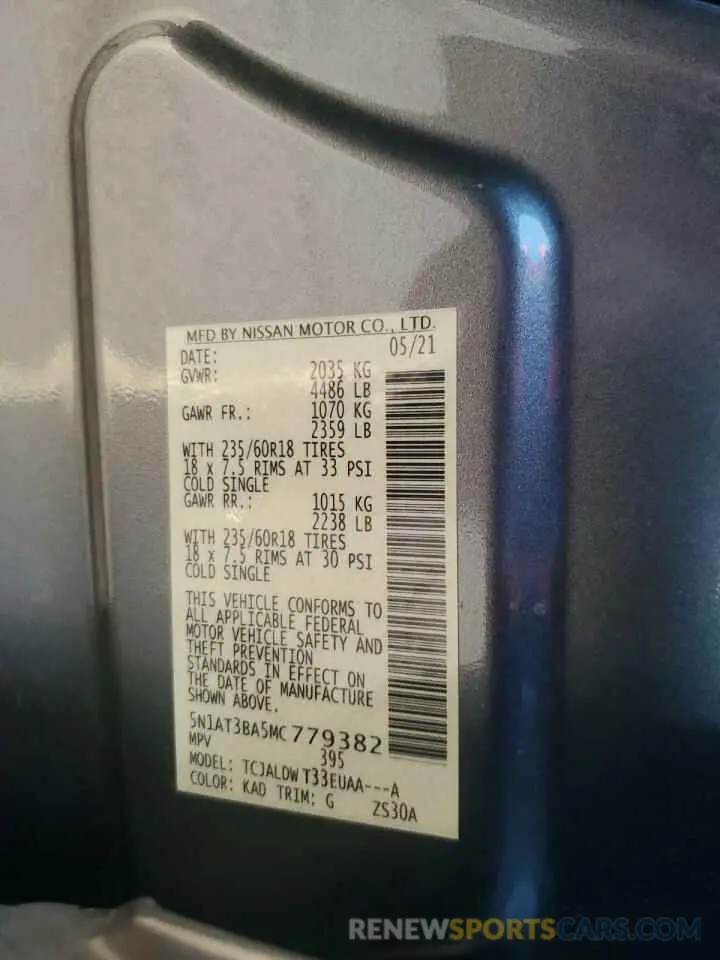 MFD BY NISSAN MOTOR CO., LTD.
DATE: 05/21
GVWR: 2035 KG
4486 LB
GAWR FR.: 1070 KG
2359 LB
WITH 235/60R18 TIRES
18 x 7.5 RIMS AT 33 PSI
COLD SINGLE
GAWR RR.: 1015 KG
2238 LB
WITH 235/60R18 TIRES
18 x 7.5 RIMS AT 30 PSI
COLD SINGLE
THIS VEHICLE CONFORMS TO
ALL APPLICABLE FEDERAL
MOTOR VEHICLE SAFETY AND
THEFT PREVENTION
STANDARDS IN EFFECT ON
THE DATE OF MANUFACTURE
SHOWN ABOVE.
5N1AT3BA5MC779382
MPV 395
MODEL: TCJALDWT33EUAA---A
COLOR: KAD TRIM: G ZS30A
RENEWSPORTSCARS.COM